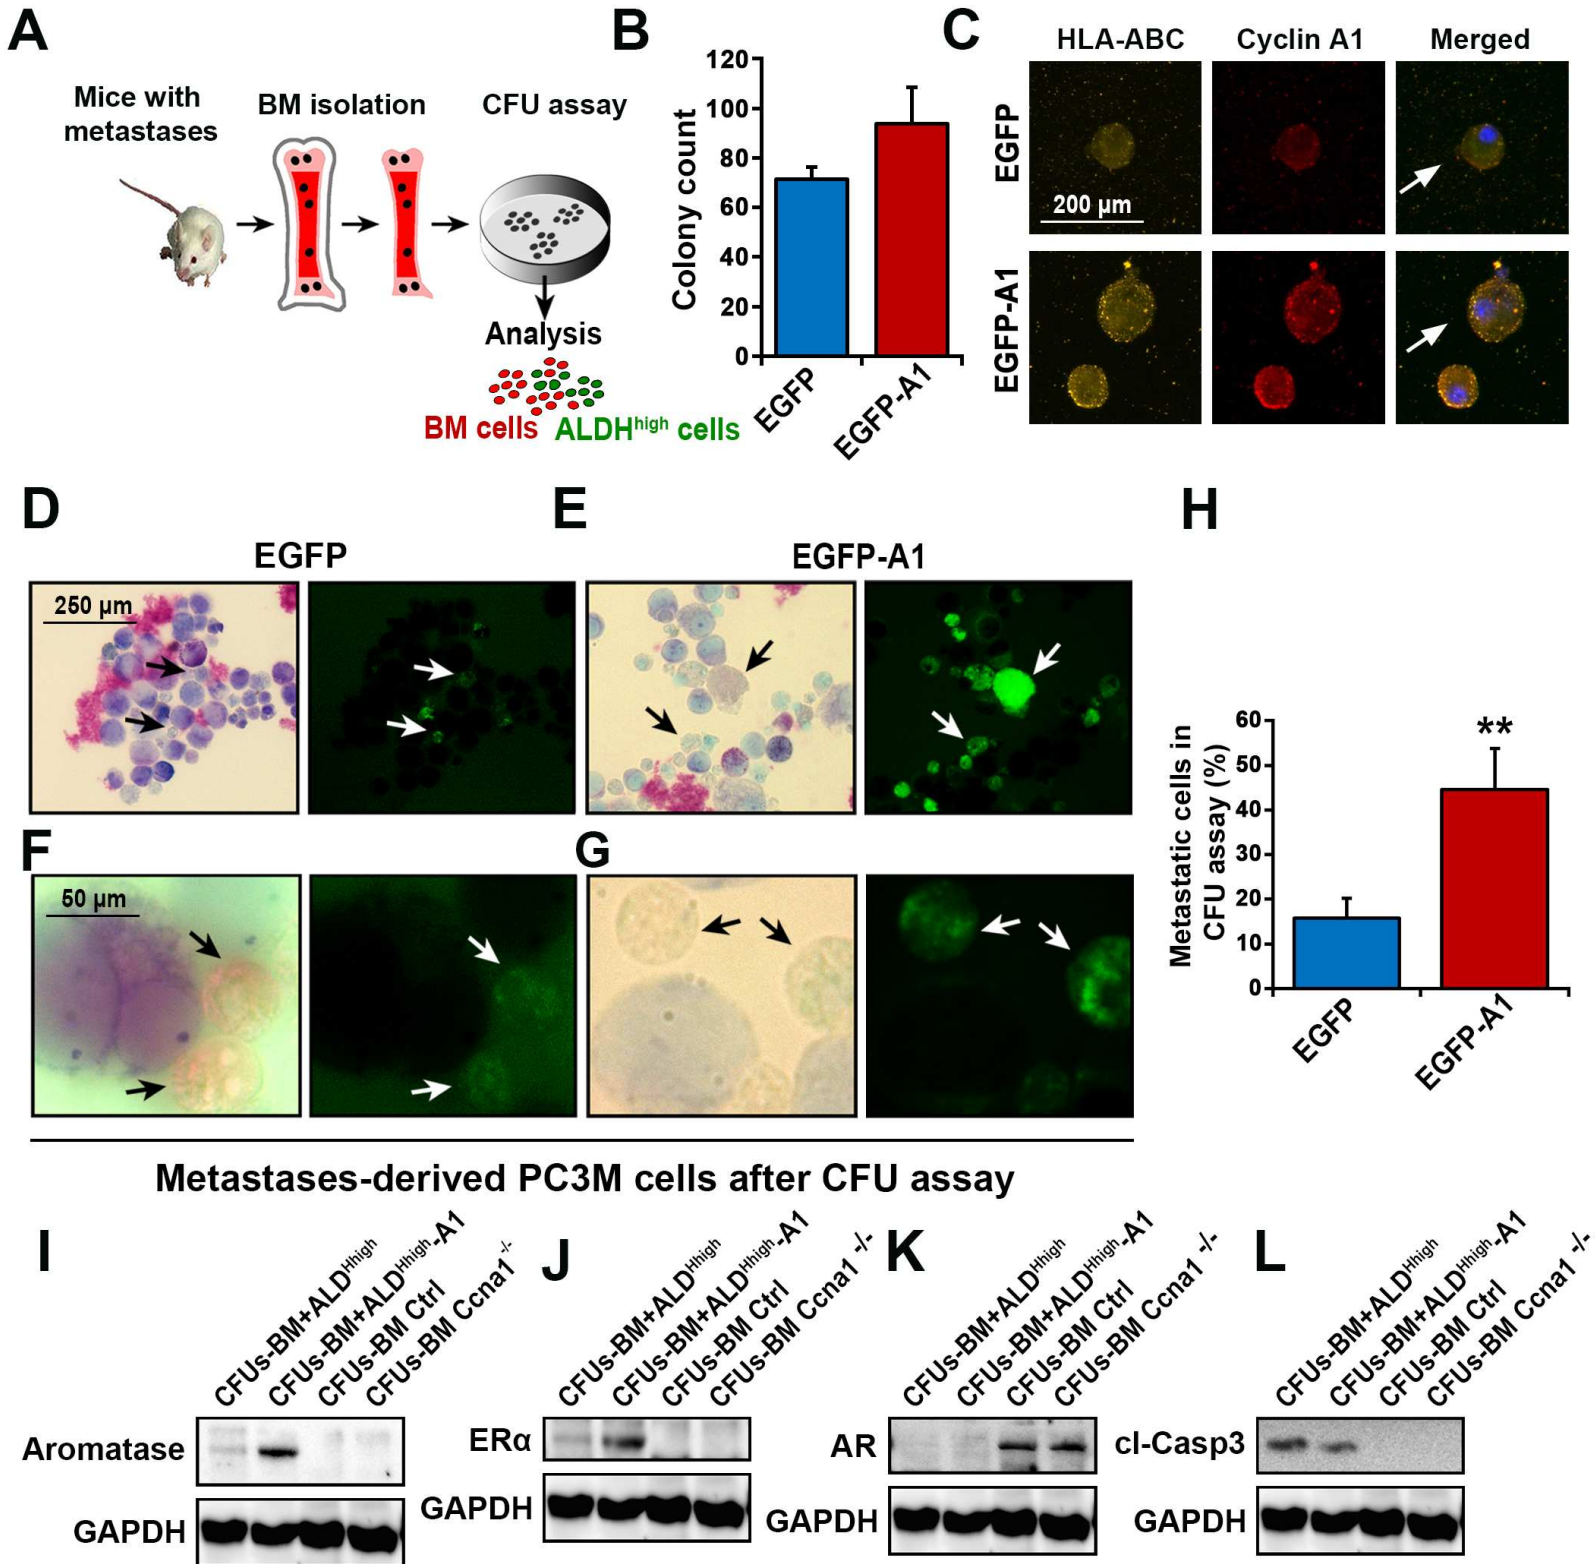 A
Mice with
metastases
BM isolation
CFU assay
Analysis
BM cells
ALDHhigh cells
B
Colony count
120
100
80
60
40
20
0
EGFP
EGFP-A1
C
HLA-ABC
Cyclin A1
Merged
EGFP
200 µm
EGFP-A1
D
EGFP
250 µm
E
EGFP-A1
F
50 µm
G
H
Metastatic cells in
CFU assay (%)
60
50
40
30
20
10
0
**
EGFP
EGFP-A1
Metastases-derived PC3M cells after CFU assay
I
CFUs-BM+ALDHhigh
CFUs-BM+ALDHhigh-A1
CFUs-BM Ctrl
CFUs-BM Ccna1-/-
Aromatase
GAPDH
J
CFUs-BM+ALDHhigh
CFUs-BM+ALDHhigh-A1
CFUs-BM Ctrl
CFUs-BM Ccna1 -/-
ERα
GAPDH
K
CFUs-BM+ALDHhigh
CFUs-BM+ALDHhigh-A1
CFUs-BM Ctrl
CFUs-BM Ccna1 -/-
AR
GAPDH
L
CFUs-BM+ALDHhigh
CFUs-BM+ALDHhigh-A1
CFUs-BM Ctrl
CFUs-BM Ccna1 -/-
cl-Casp3
GAPDH